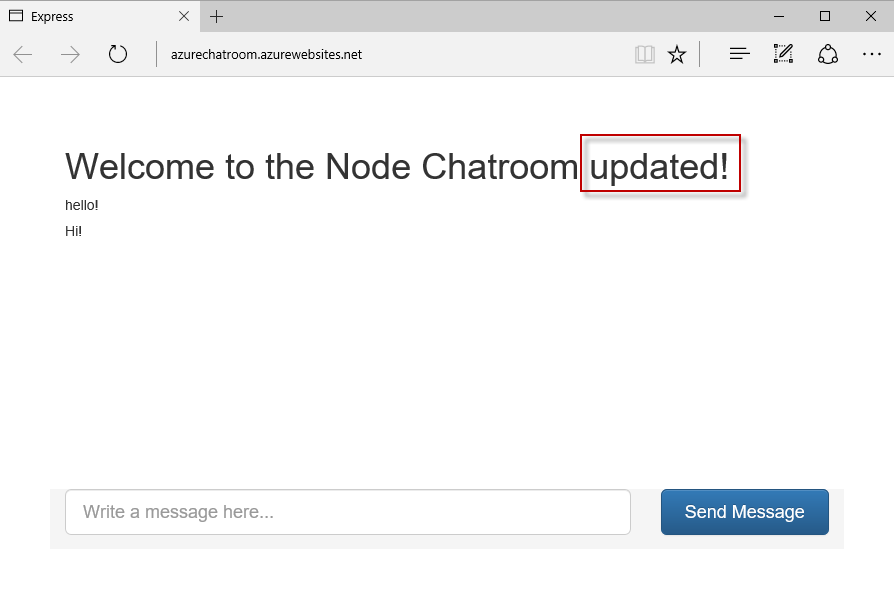 Express
azurechatroom.azurewebsites.net
Welcome to the Node Chatroom updated!
hello!
Hi!
Write a message here...
Send Message